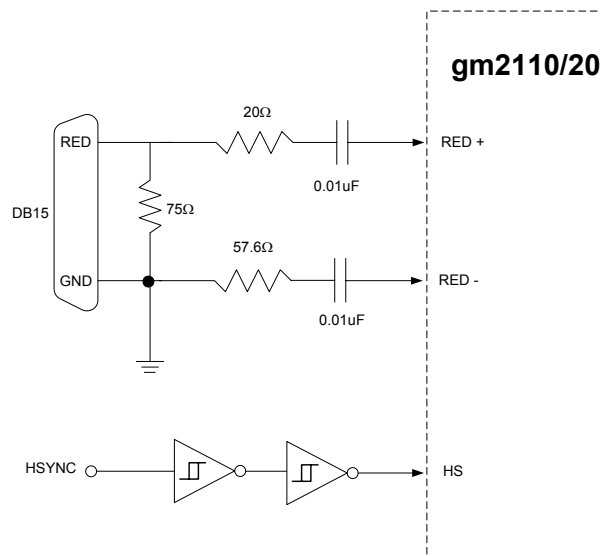 gm2110/20
20Ω
RED
RED +
0.01uF
DB15
75Ω
57.6Ω
GND
RED -
0.01uF
HSYNC
HS